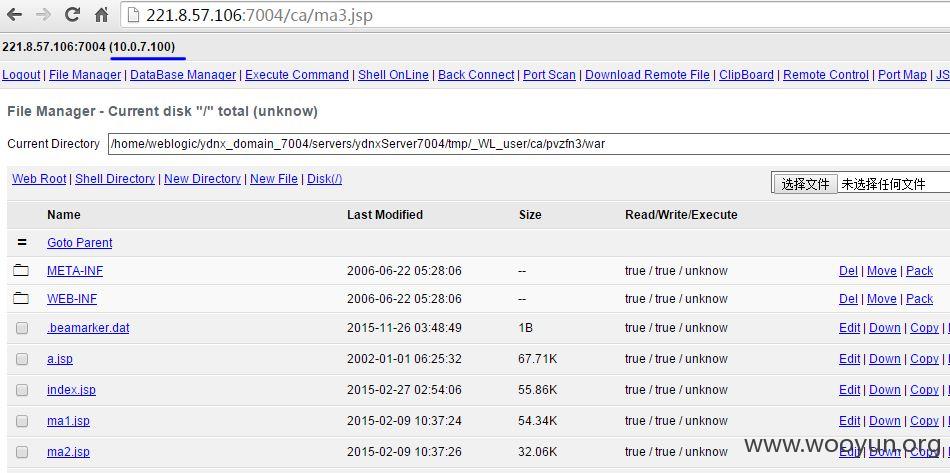 221.8.57.106:7004/ca/ma3.jsp
221.8.57.106:7004 (10.0.7.100)
Logout | File Manager | DataBase Manager | Execute Command | Shell OnLine | Back Connect | Port Scan | Download Remote File | ClipBoard | Remote Control | Port Map | JS
File Manager - Current disk "/" total (unknow)
Current Directory /home/weblogic/ydnx_domain_7004/servers/ydnxServer7004/tmp/_WL_user/ca/pvzfn3/war
Web Root | Shell Directory | New Directory | New File | Disk(/) 选择文件 未选择任何文件
Name Last Modified Size Read/Write/Execute
= Goto Parent
META-INF 2006-06-22 05:28:06 -- true / true / unknow Del | Move | Pack
WEB-INF 2006-06-22 05:28:06 -- true / true / unknow Del | Move | Pack
.beamarker.dat 2015-11-26 03:48:49 1B true / true / unknow Edit | Down | Copy |
a.jsp 2002-01-01 06:25:32 67.71K true / true / unknow Edit | Down | Copy |
index.jsp 2015-02-27 02:54:06 55.86K true / true / unknow Edit | Down | Copy |
ma1.jsp 2015-02-09 10:37:24 54.34K true / true / unknow Edit | Down | Copy |
ma2.jsp 2015-02-09 10:37:26 32.06K true / true / unknow Edit | Down | Copy |
www.wooyun.org